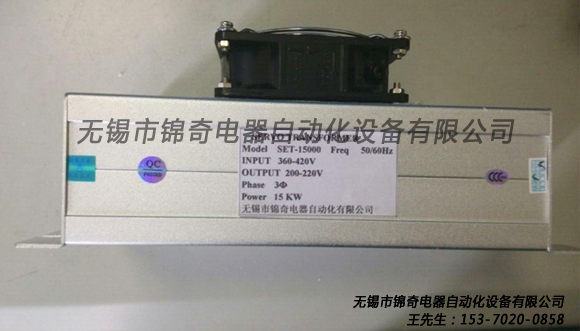 无锡市锦奇电器自动化设备有限公司
SERVO TRANSFORMER
Model SET-15000 Freq 50/60Hz
INPUT 360-420V
OUTPUT 200-220V
Phase 3Φ
Power 15 KW
无锡市锦奇电器自动化有限公司
QC
PASSED
CCC
无锡市锦奇电器自动化设备有限公司
王先生：153-7020-0858